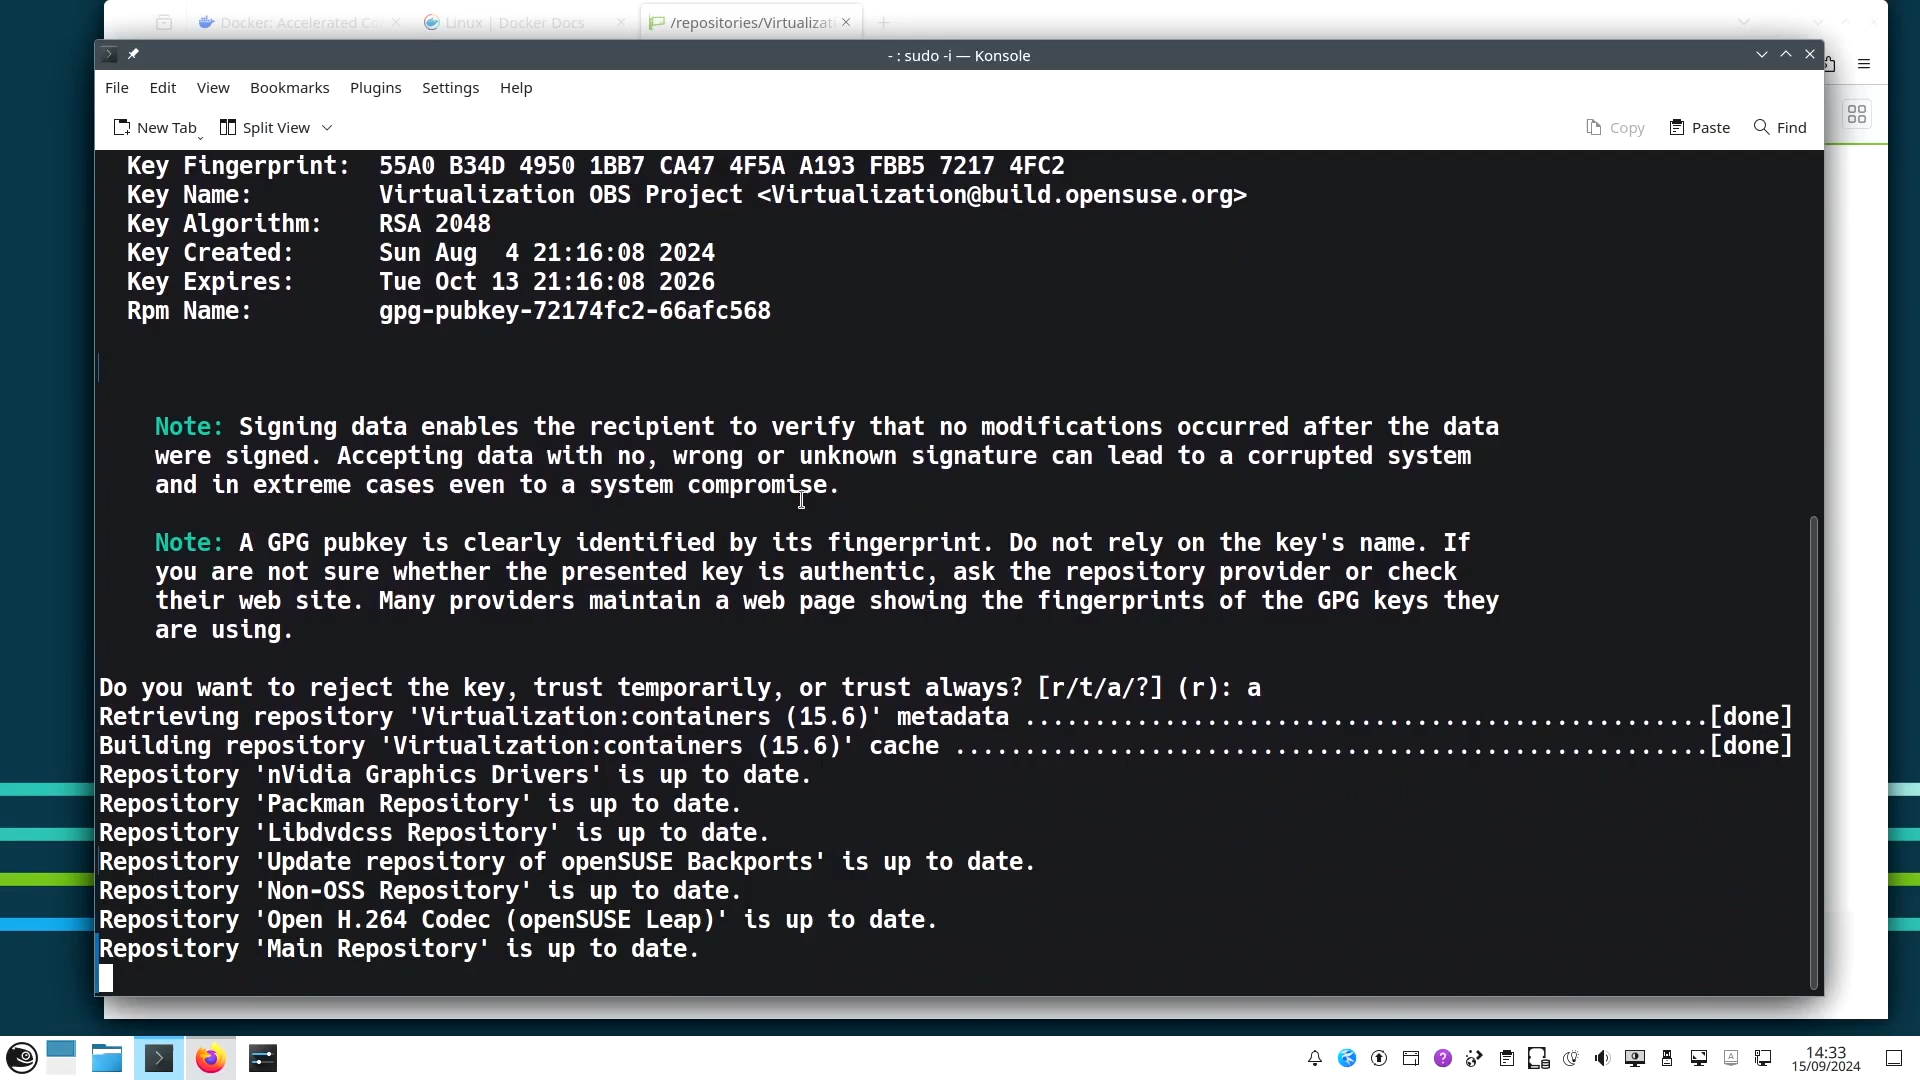 Docker: Accelerated Co
Linux | Docker Docs
/repositories/Virtualizati
- : sudo -i — Konsole
File Edit View Bookmarks Plugins Settings Help
New Tab Split View Copy Paste Find
Key Fingerprint: 55A0 B34D 4950 1BB7 CA47 4F5A A193 FBB5 7217 4FC2
Key Name: Virtualization OBS Project <Virtualization@build.opensuse.org>
Key Algorithm: RSA 2048
Key Created: Sun Aug  4 21:16:08 2024
Key Expires: Tue Oct 13 21:16:08 2026
Rpm Name: gpg-pubkey-72174fc2-66afc568
Note: Signing data enables the recipient to verify that no modifications occurred after the data
were signed. Accepting data with no, wrong or unknown signature can lead to a corrupted system
and in extreme cases even to a system compromise.
Note: A GPG pubkey is clearly identified by its fingerprint. Do not rely on the key's name. If
you are not sure whether the presented key is authentic, ask the repository provider or check
their web site. Many providers maintain a web page showing the fingerprints of the GPG keys they
are using.
Do you want to reject the key, trust temporarily, or trust always? [r/t/a/?] (r): a
Retrieving repository 'Virtualization:containers (15.6)' metadata .................................................[done]
Building repository 'Virtualization:containers (15.6)' cache ......................................................[done]
Repository 'nVidia Graphics Drivers' is up to date.
Repository 'Packman Repository' is up to date.
Repository 'Libdvdcss Repository' is up to date.
Repository 'Update repository of openSUSE Backports' is up to date.
Repository 'Non-OSS Repository' is up to date.
Repository 'Open H.264 Codec (openSUSE Leap)' is up to date.
Repository 'Main Repository' is up to date.
14:33
15/09/2024